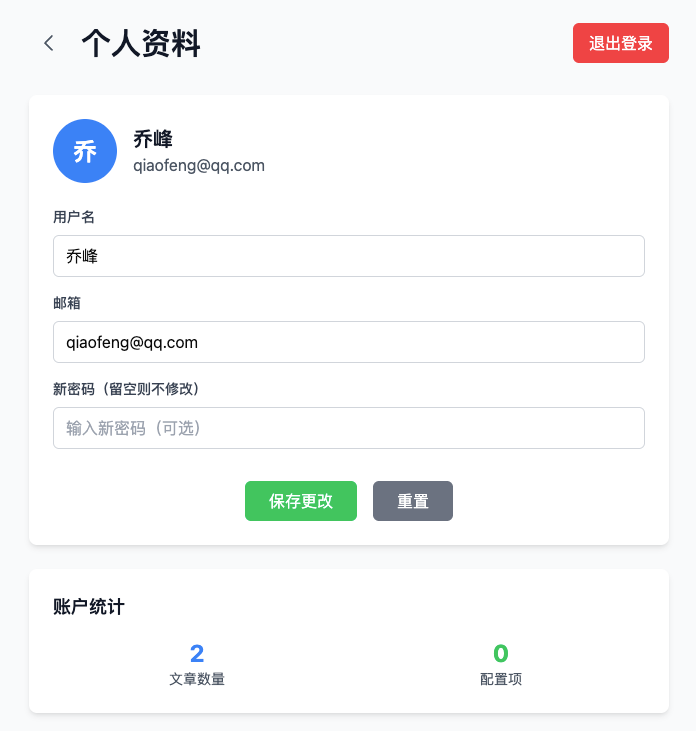 个人资料
退出登录
乔
乔峰
qiaofeng@qq.com
用户名
乔峰
邮箱
qiaofeng@qq.com
新密码（留空则不修改）
输入新密码（可选）
保存更改
重置
账户统计
2
0
文章数量
配置项